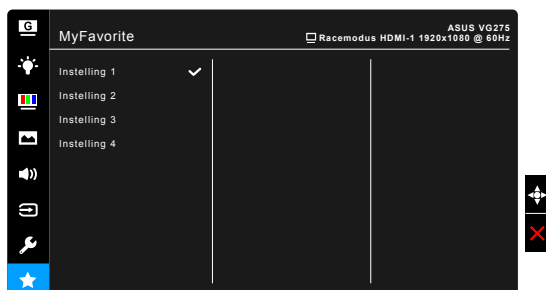 G
MyFavorite
ASUS VG275
Racemodus HDMI-1 1920x1080 @ 60Hz
Instelling 1
Instelling 2
Instelling 3
Instelling 4